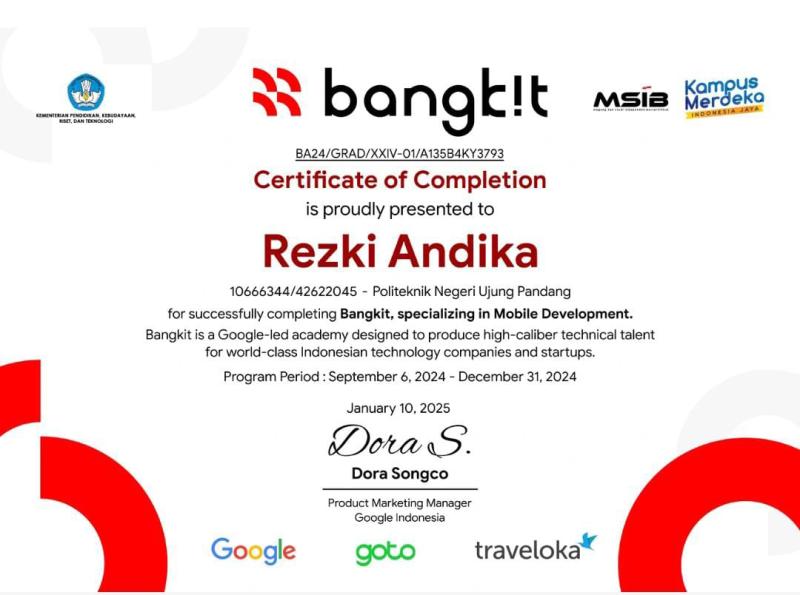 KEMENTERIAN PENDIDIKAN, KEBUDAYAAN,
RISET, DAN TEKNOLOGI
bangk!t
MSIB
Kampus
Merdeka
INDONESIA JAYA
BA24/GRAD/XXIV-01/A135B4KY3793
Certificate of Completion
is proudly presented to
Rezki Andika
10666344/42622045 - Politeknik Negeri Ujung Pandang
for successfully completing Bangkit, specializing in Mobile Development.
Bangkit is a Google-led academy designed to produce high-caliber technical talent
for world-class Indonesian technology companies and startups.
Program Period : September 6, 2024 - December 31, 2024
January 10, 2025
Dora S.
Dora Songco
Product Marketing Manager
Google Indonesia
Google
goto
traveloka